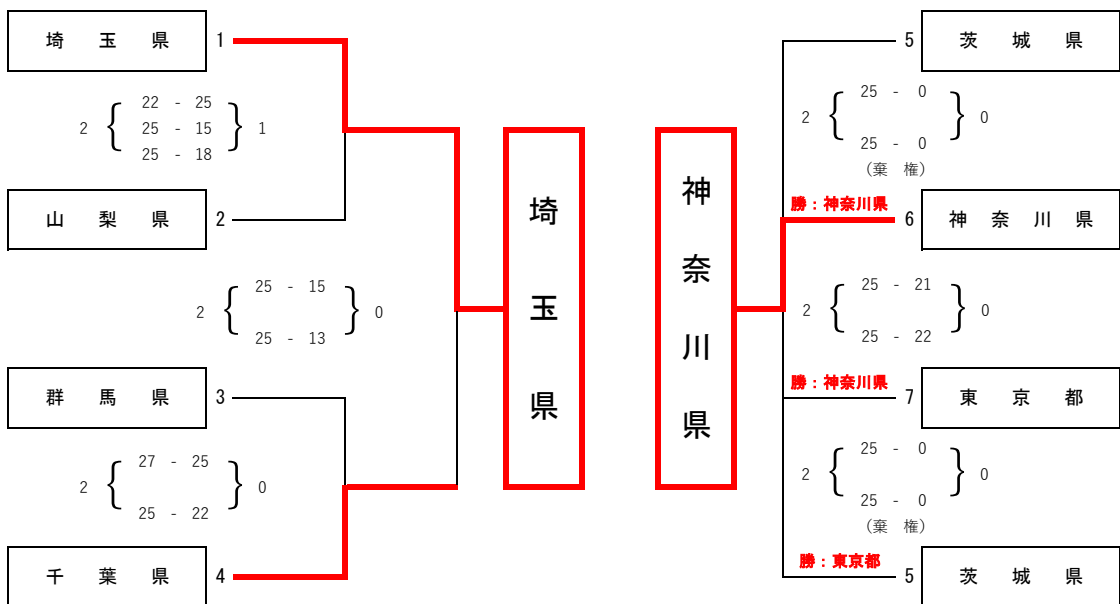 埼玉県 1
22 - 25
2 { 25 - 15 } 1
25 - 18
山梨県 2
25 - 15
2 { } 0
25 - 13
群馬県 3
27 - 25
2 { } 0
25 - 22
千葉県 4
埼玉県
神奈川県
5 茨城県
25 - 0
2 { } 0
25 - 0
(棄 権)
勝:神奈川県
6 神奈川県
25 - 21
2 { } 0
25 - 22
勝:神奈川県
7 東京都
25 - 0
2 { } 0
25 - 0
(棄 権)
勝:東京都
5 茨城県